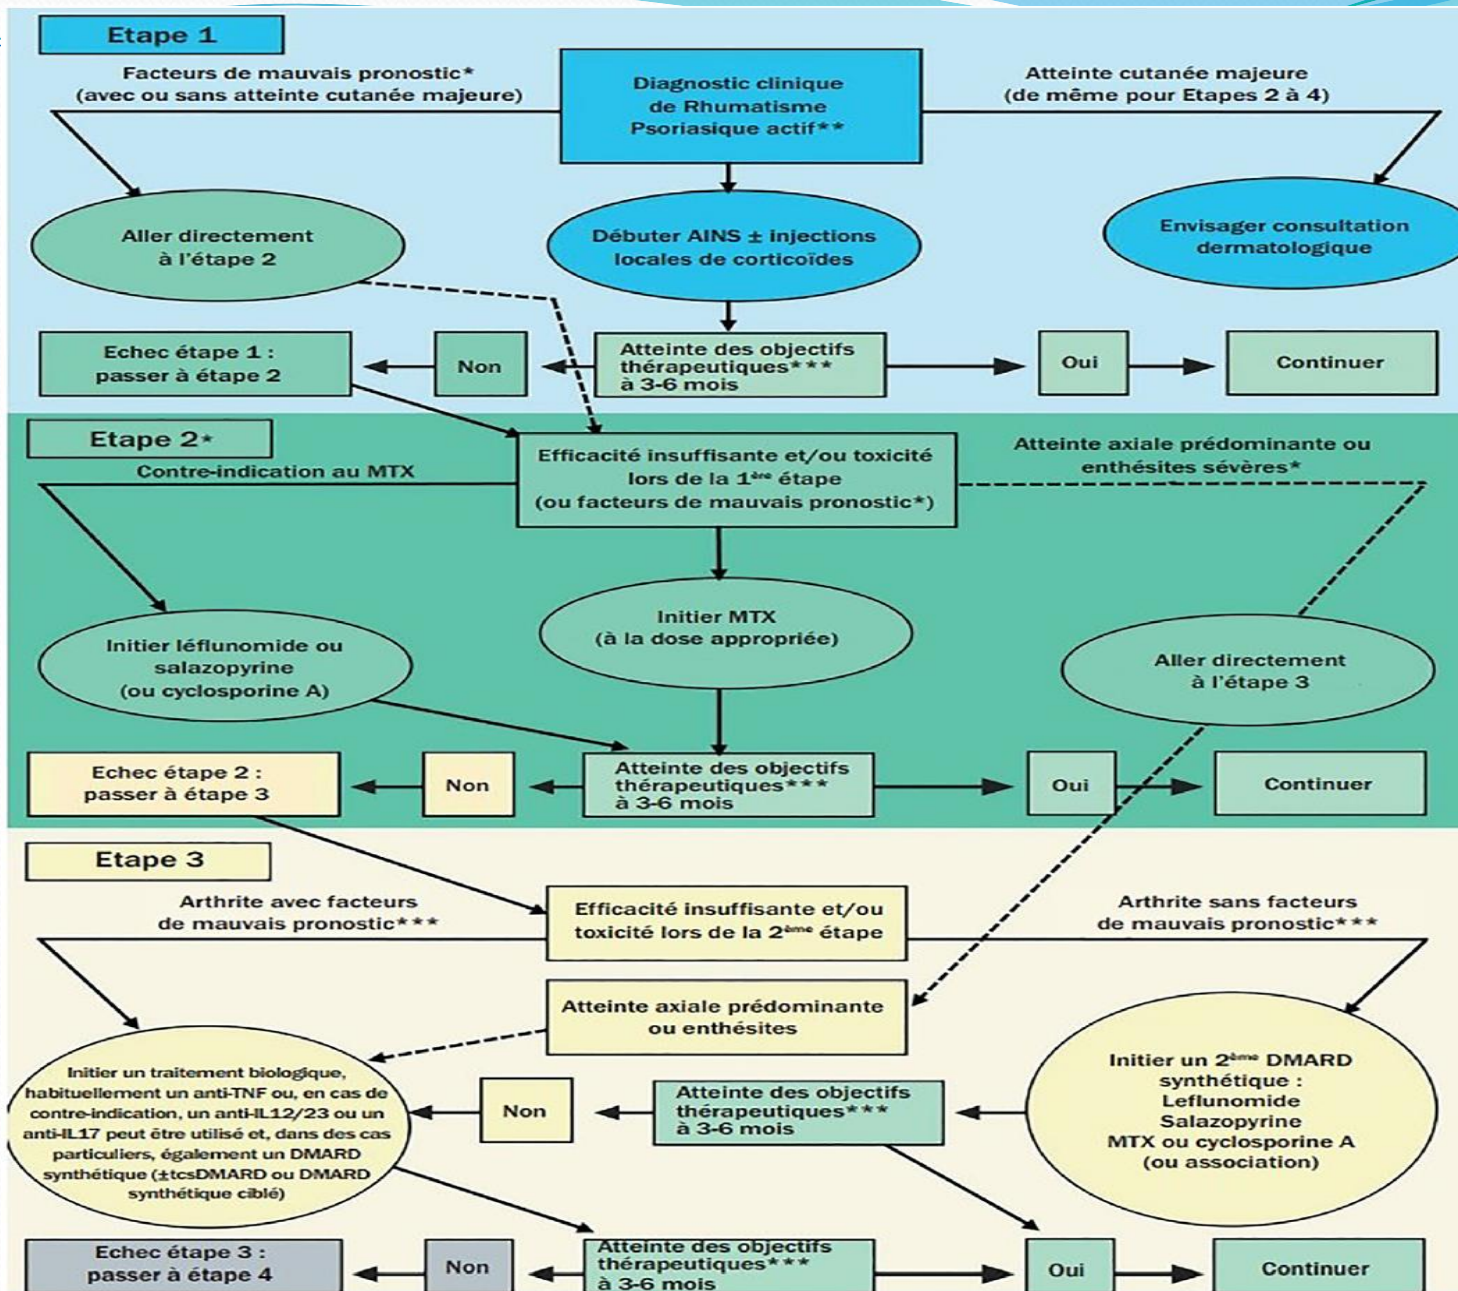 Etape 1
Facteurs de mauvais pronostic*
(avec ou sans atteinte cutanée majeure)
Diagnostic clinique
de Rhumatisme
Psoriasique actif**
Atteinte cutanée majeure
(de même pour Etapes 2 à 4)
Aller directement
à l'étape 2
Débuter AINS ± injections
locales de corticoïdes
Envisager consultation
dermatologique
Echec étape 1 :
passer à étape 2
Non
Atteinte des objectifs
thérapeutiques***
à 3-6 mois
Oui
Continuer
Etape 2*
Contre-indication au MTX
Efficacité insuffisante et/ou toxicité
lors de la 1ère étape
(ou facteurs de mauvais pronostic*)
Atteinte axiale prédominante ou
enthésites sévères*
Initier léflunomide ou
salazopyrine
(ou cyclosporine A)
Initier MTX
(à la dose appropriée)
Aller directement
à l'étape 3
Echec étape 2 :
passer à étape 3
Non
Atteinte des objectifs
thérapeutiques***
à 3-6 mois
Oui
Continuer
Etape 3
Arthrite avec facteurs
de mauvais pronostic***
Efficacité insuffisante et/ou
toxicité lors de la 2ème étape
Arthrite sans facteurs
de mauvais pronostic***
Atteinte axiale prédominante
ou enthésites
Initier un traitement biologique,
habituellement un anti-TNF ou, en cas de
contre-indication, un anti-IL12/23 ou un
anti-IL17 peut être utilisé et, dans des cas
particuliers, également un DMARD
synthétique (±tcsDMARD ou DMARD
synthétique ciblé)
Non
Atteinte des objectifs
thérapeutiques***
à 3-6 mois
Initier un 2ème DMARD
synthétique :
Leflunomide
Salazopyrine
MTX ou cyclosporine A
(ou association)
Echec étape 3 :
passer à étape 4
Non
Atteinte des objectifs
thérapeutiques***
à 3-6 mois
Oui
Continuer